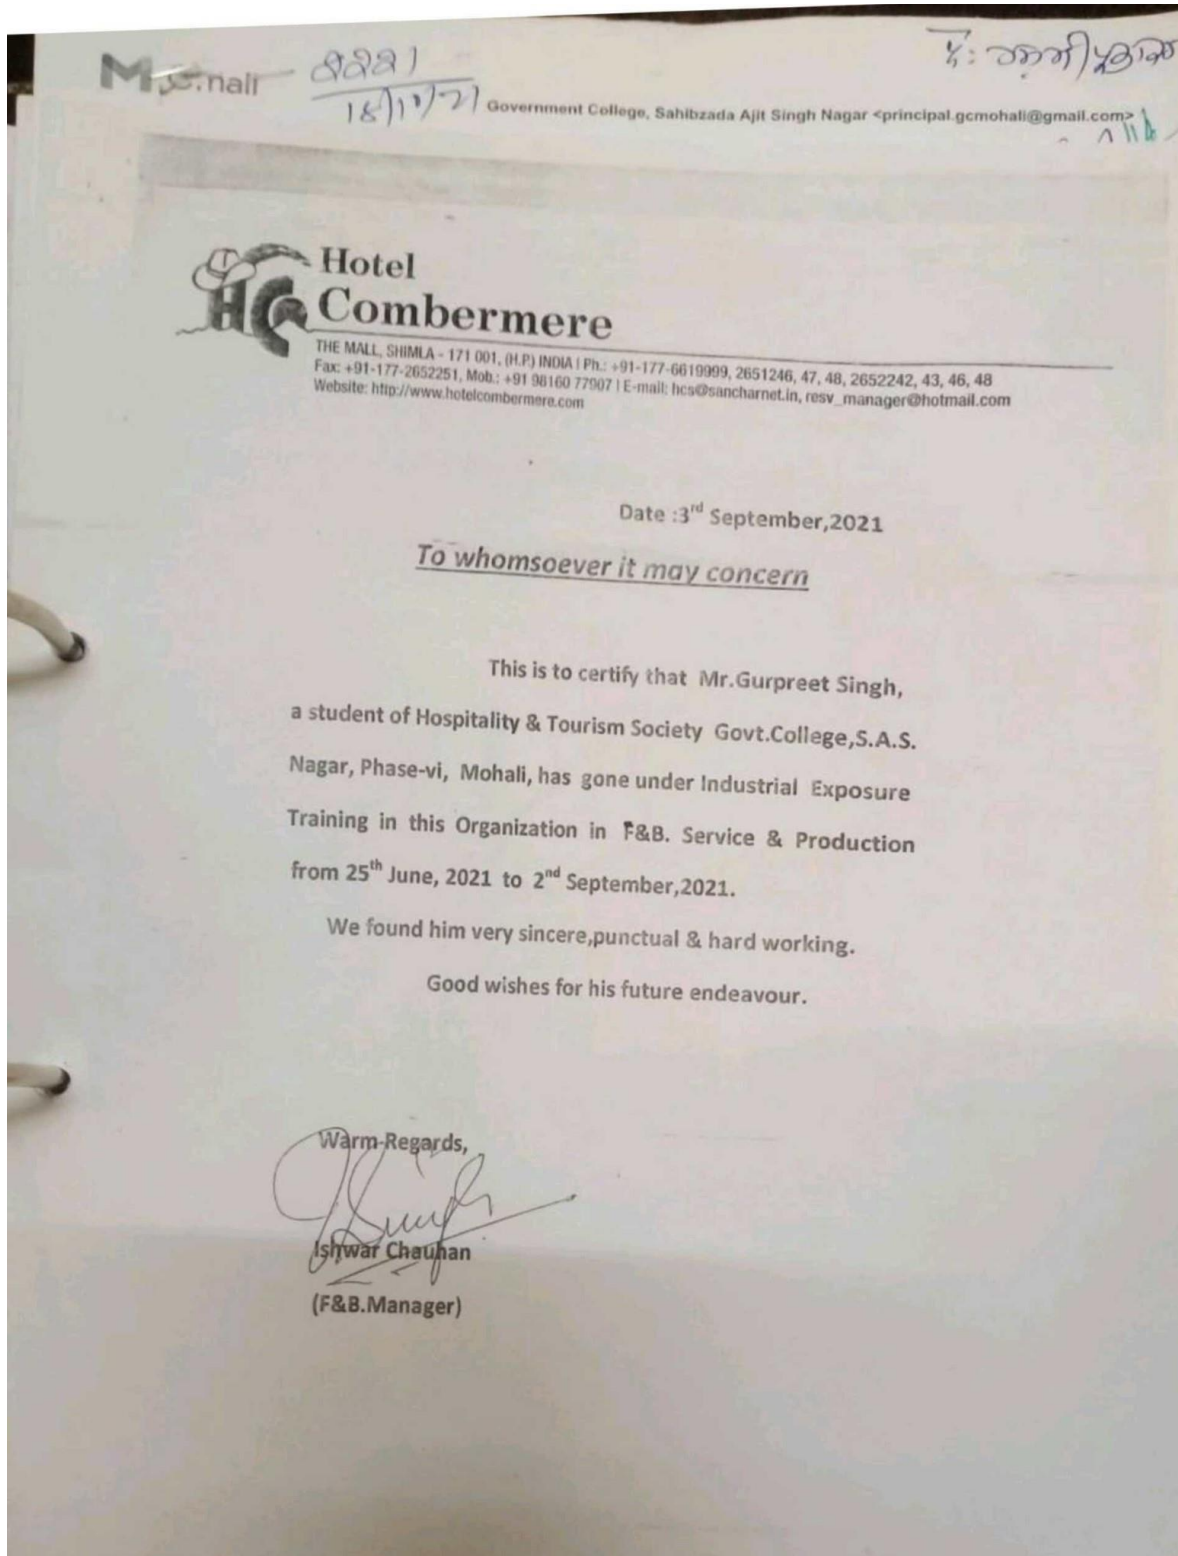 M
18/10/21
Government College, Sahibzada Ajit Singh Nagar <principal.gcmohali@gmail.com>
Hotel
HC Combermere
THE MALL, SHIMLA - 171 001, (H.P.) INDIA | Ph.: +91-177-6619999, 2651246, 47, 48, 2652242, 43, 46, 48
Fax: +91-177-2652251, Mob.: +91 98160 77907 | E-mail: hcs@sancharnet.in, resv_manager@hotmail.com
Website: http://www.hotelcombermere.com
Date :3rd September,2021
To whomsoever it may concern
This is to certify that Mr.Gurpreet Singh,
a student of Hospitality & Tourism Society Govt.College,S.A.S.
Nagar, Phase-vi, Mohali, has gone under Industrial Exposure
Training in this Organization in F&B. Service & Production
from 25th June, 2021 to 2nd September,2021.
We found him very sincere,punctual & hard working.
Good wishes for his future endeavour.
Warm-Regards,
Ishwar Chauhan
(F&B.Manager)